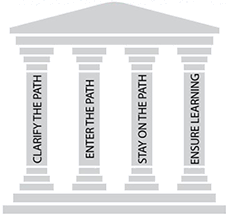 CLARIFY THE PATH
ENTER THE PATH
STAY ON THE PATH
ENSURE LEARNING